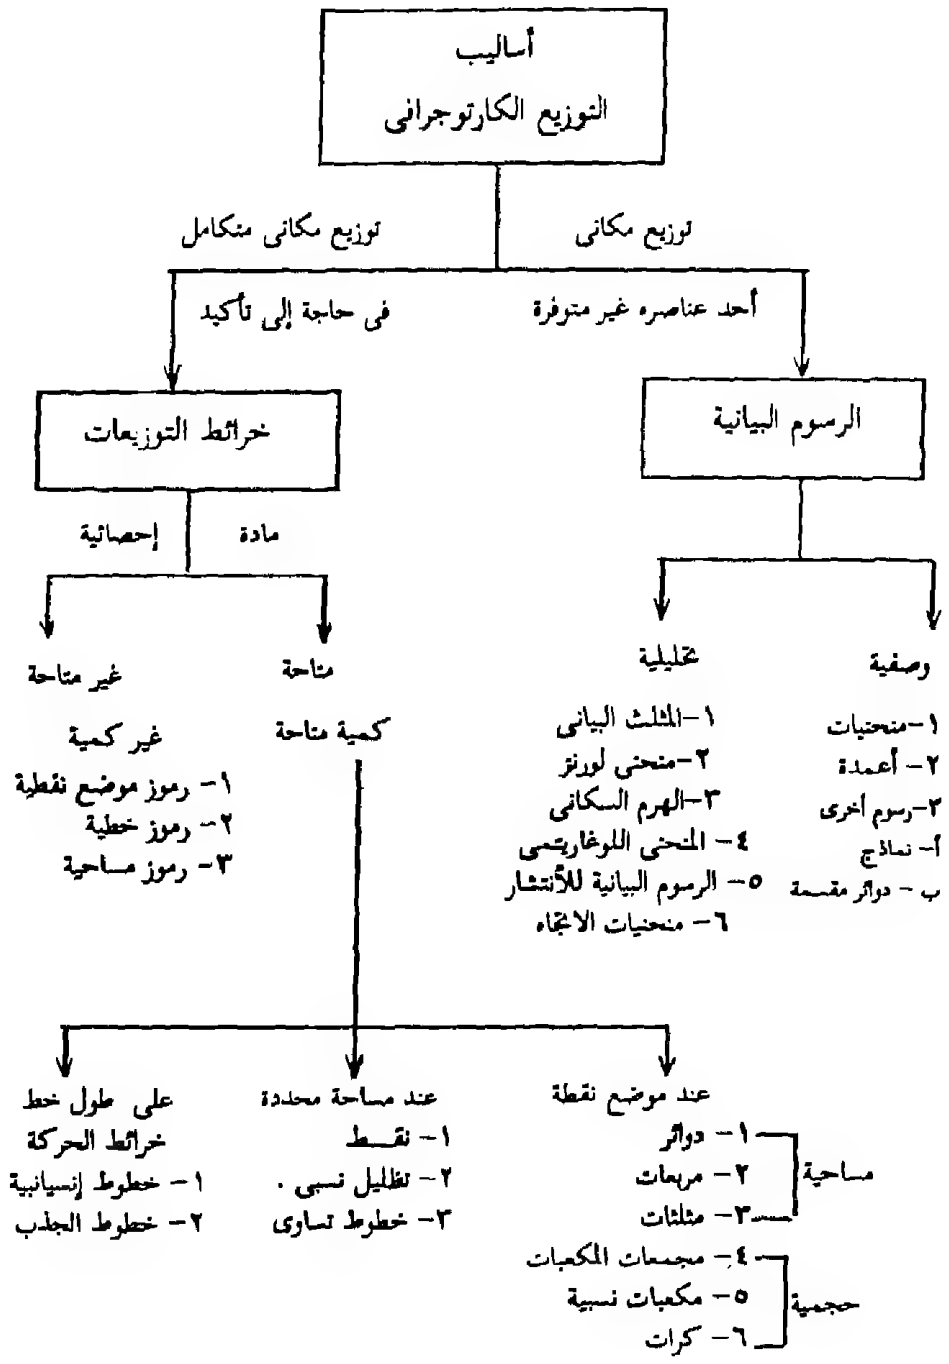 أساليب
التوزيع الكارتوجرافى
توزيع مكانى
توزيع مكانى متكامل
أحد عناصره غير متوفرة
فى حاجة إلى تأكيد
الرسوم البيانية
خرائط التوزيعات
مادة
إحصائية
وصفية
١-منحنيات
٢- أعمدة
٣-رسوم أخرى
أ- نماذج
ب - دوائر مقسمة
تحليلية
١-المثلث البيانى
٢-منحنى لورنز
٣-الهرم السكانى
٤- المنحنى اللوغاريتمى
٥- الرسوم البيانية للأنتشار
٦- منحنيات الاتجاه
متاحة
كمية متاحة
غير متاحة
غير كمية
١- رموز موضع نقطية
٢- رموز خطية
٣- رموز مساحية
عند موضع نقطة
١- دوائر
٢- مربعات
٣- مثلثات
مساحية
٤- مجمعات المكعبات
٥- مكعبات نسبية
٦- كرات
حجمية
عند مساحة محددة
١- نقـــط
٢- تظليل نسبى .
٣- خطوط تساوى
على طول خط
خرائط الحركة
١- خطوط إنسيانبية
٢- خطوط الجذب